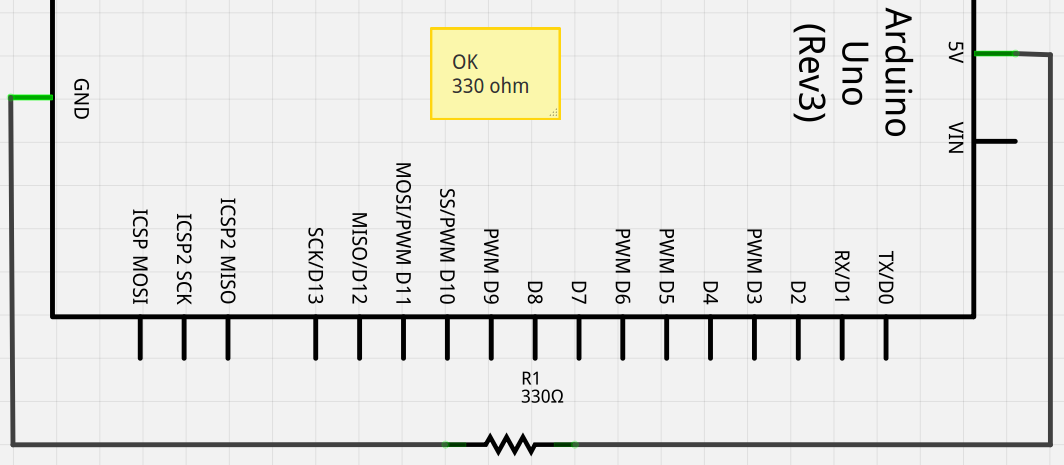 OK
330 ohm
Arduino
Uno
(Rev3)
5V
VIN
GND
ICSP MOSI
ICSP2 SCK
ICSP2 MISO
SCK/D13
MISO/D12
MOSI/PWM D11
SS/PWM D10
PWM D9
D8
D7
PWM D6
PWM D5
D4
PWM D3
D2
RX/D1
TX/D0
R1
330Ω